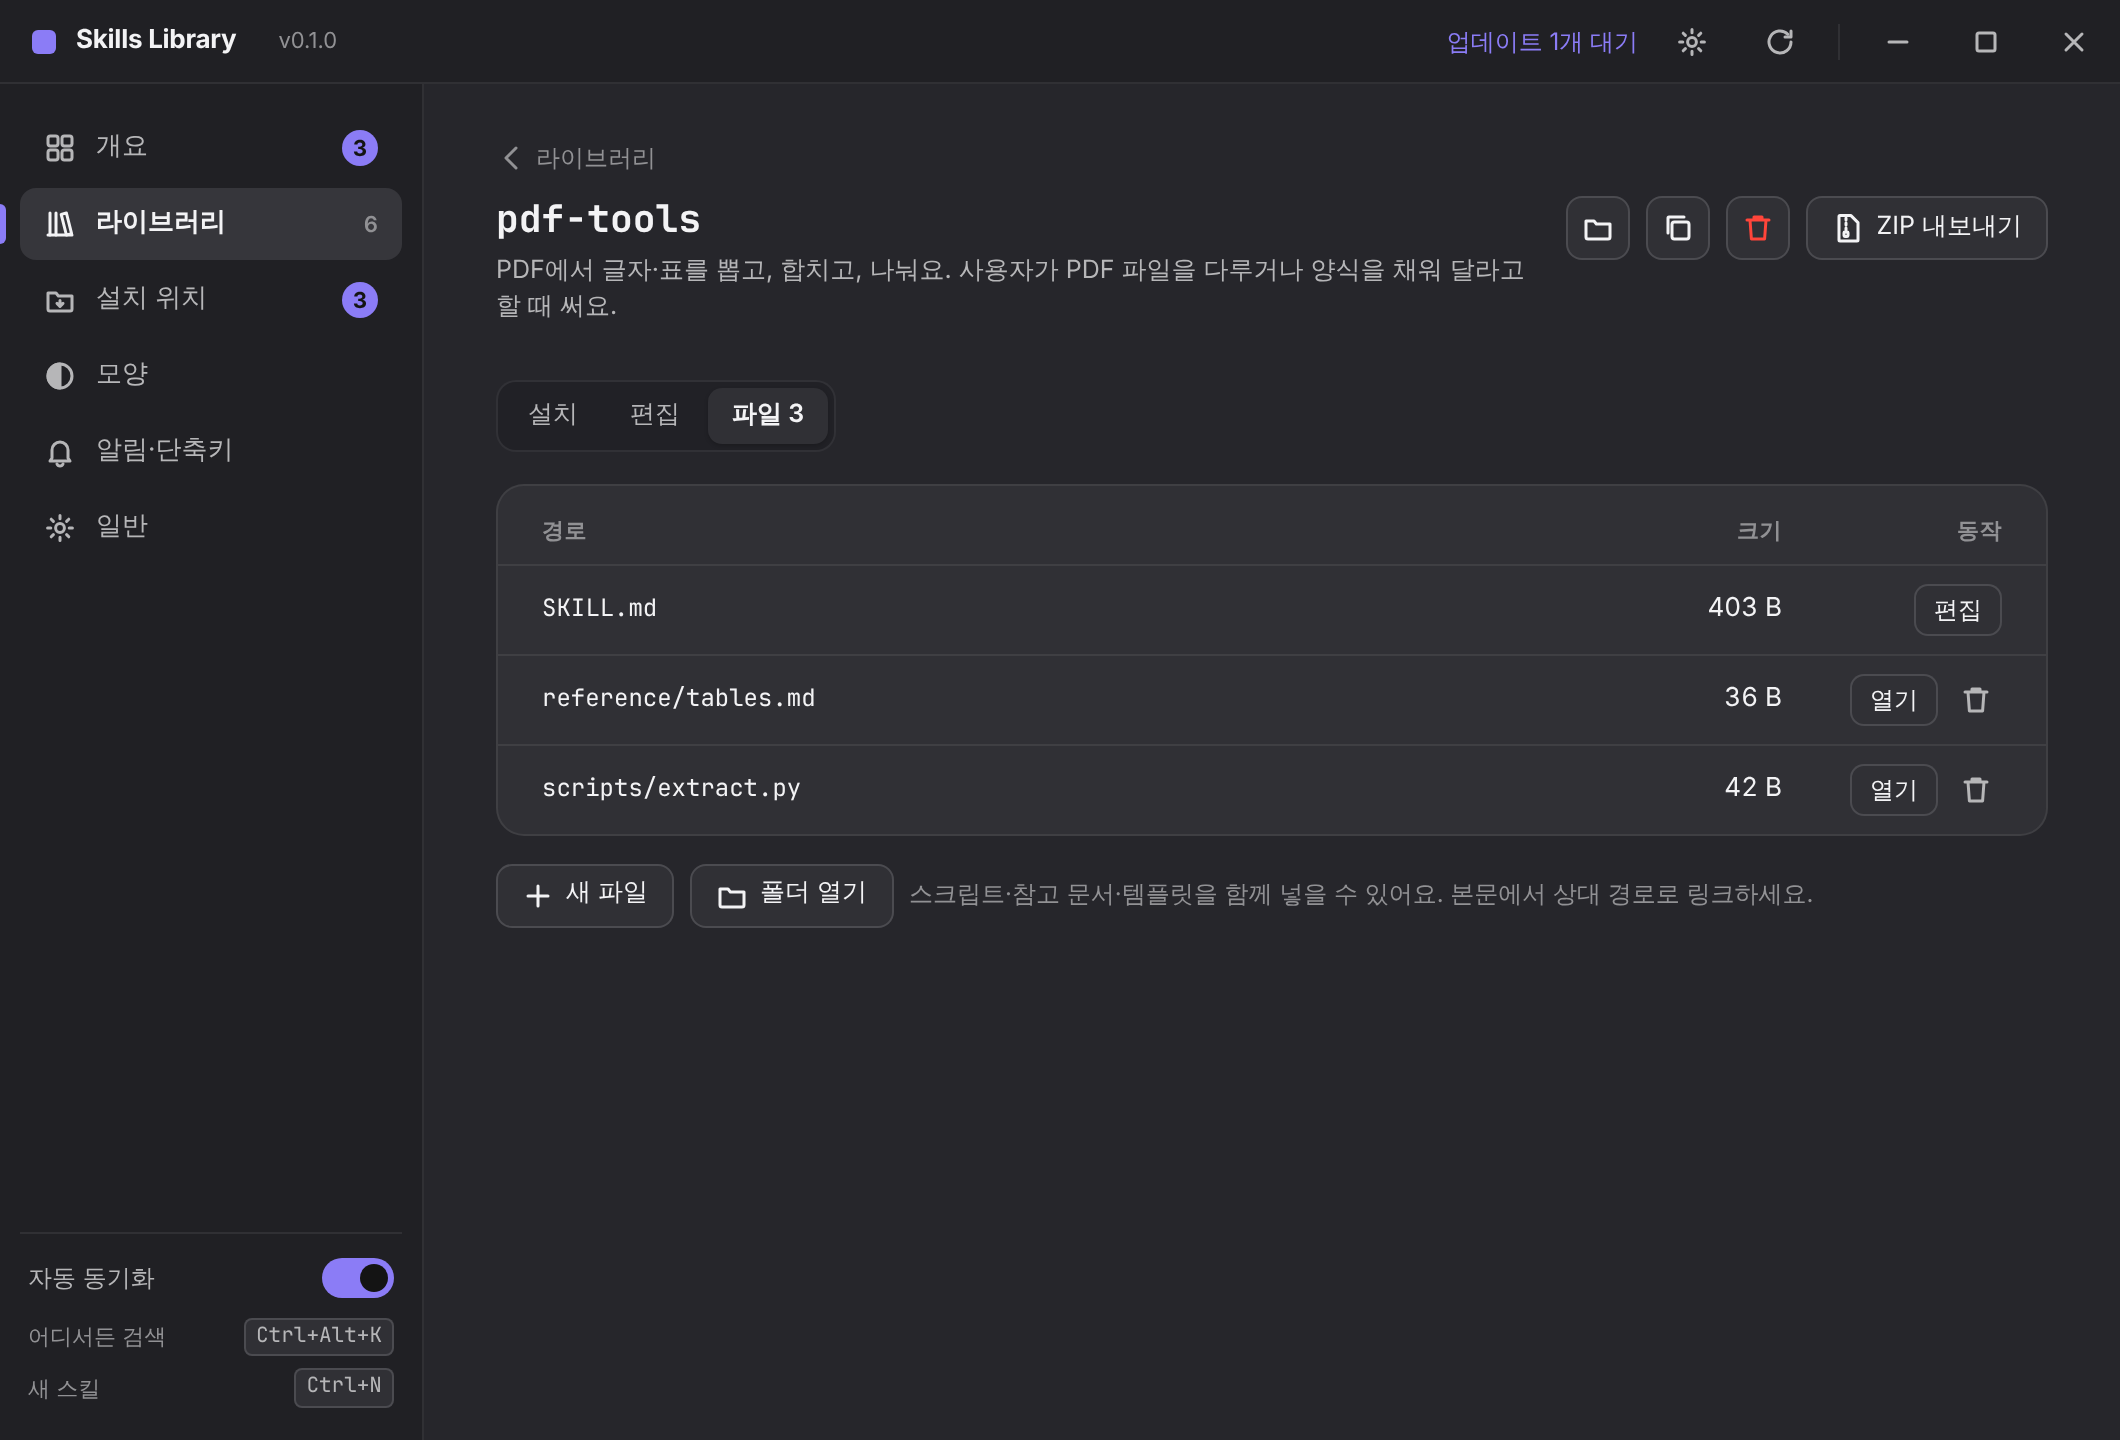 Skills Library v0.1.0
업데이트 1개 대기
개요 3
라이브러리 6
설치 위치 3
모양
알림·단축키
일반
자동 동기화
어디서든 검색 Ctrl+Alt+K
새 스킬 Ctrl+N
라이브러리
pdf-tools
PDF에서 글자·표를 뽑고, 합치고, 나눠요. 사용자가 PDF 파일을 다루거나 양식을 채워 달라고
할 때 써요.
ZIP 내보내기
설치 편집 파일 3
경로 크기 동작
SKILL.md 403 B 편집
reference/tables.md 36 B 열기
scripts/extract.py 42 B 열기
새 파일 폴더 열기 스크립트·참고 문서·템플릿을 함께 넣을 수 있어요. 본문에서 상대 경로로 링크하세요.